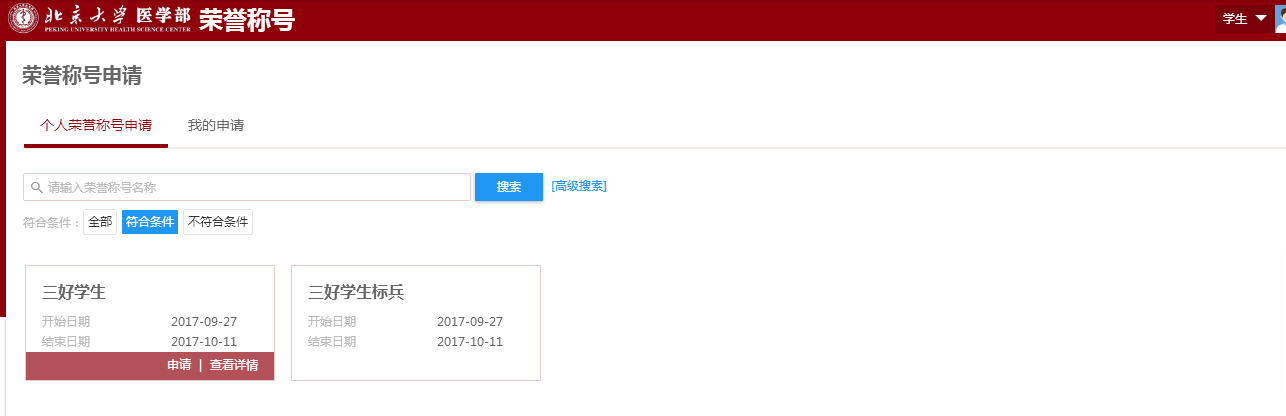 北京大学医学部 荣誉称号 学生
PEKING UNIVERSITY HEALTH SCIENCE CENTER
荣誉称号申请
个人荣誉称号申请 我的申请
请输入荣誉称号名称 搜索 [高级搜索]
符合条件：全部 符合条件 不符合条件
三好学生
开始日期 2017-09-27
结束日期 2017-10-11
申请 | 查看详情
三好学生标兵
开始日期 2017-09-27
结束日期 2017-10-11